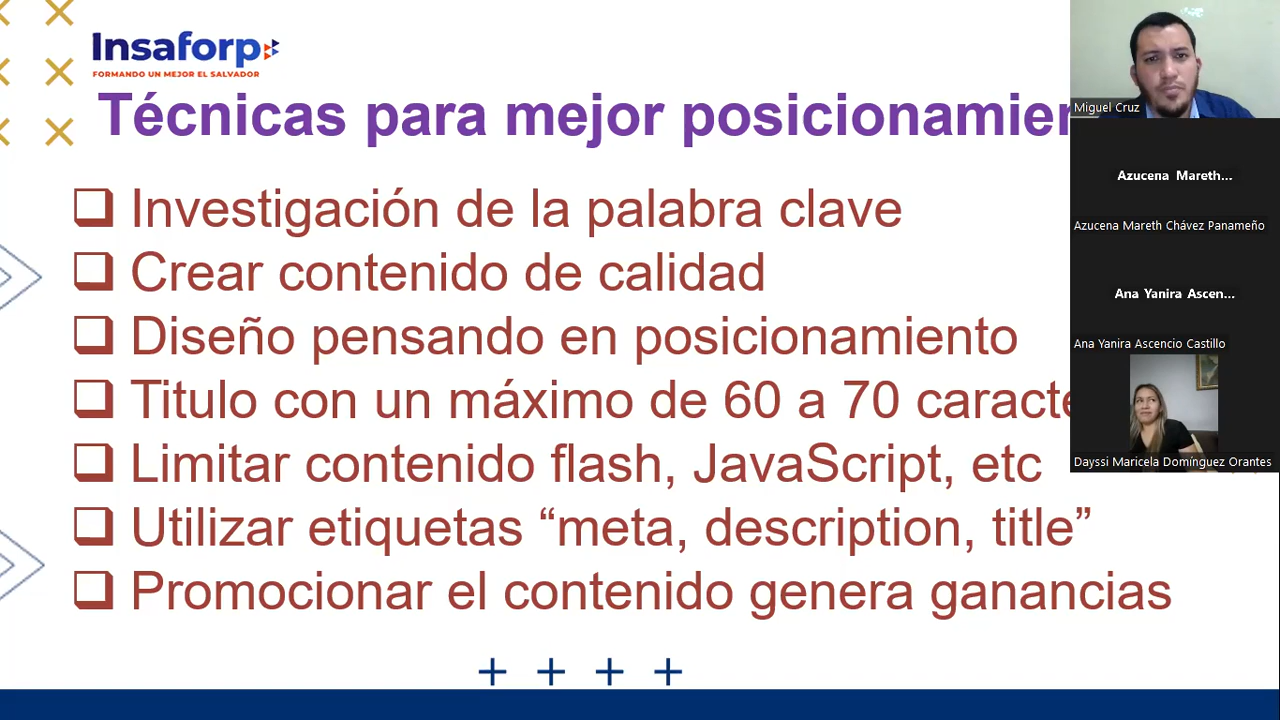 Insaforp
FORMANDO UN MEJOR EL SALVADOR
Técnicas para mejor posicionamien
Investigación de la palabra clave
Crear contenido de calidad
Diseño pensando en posicionamiento
Titulo con un máximo de 60 a 70 caracte
Limitar contenido flash, JavaScript, etc
Utilizar etiquetas “meta, description, title”
Promocionar el contenido genera ganancias
Miguel Cruz
Azucena Mareth...
Azucena Mareth Chávez Panameño
Ana Yanira Ascen...
Ana Yanira Ascencio Castillo
Dayssi Maricela Domínguez Orantes